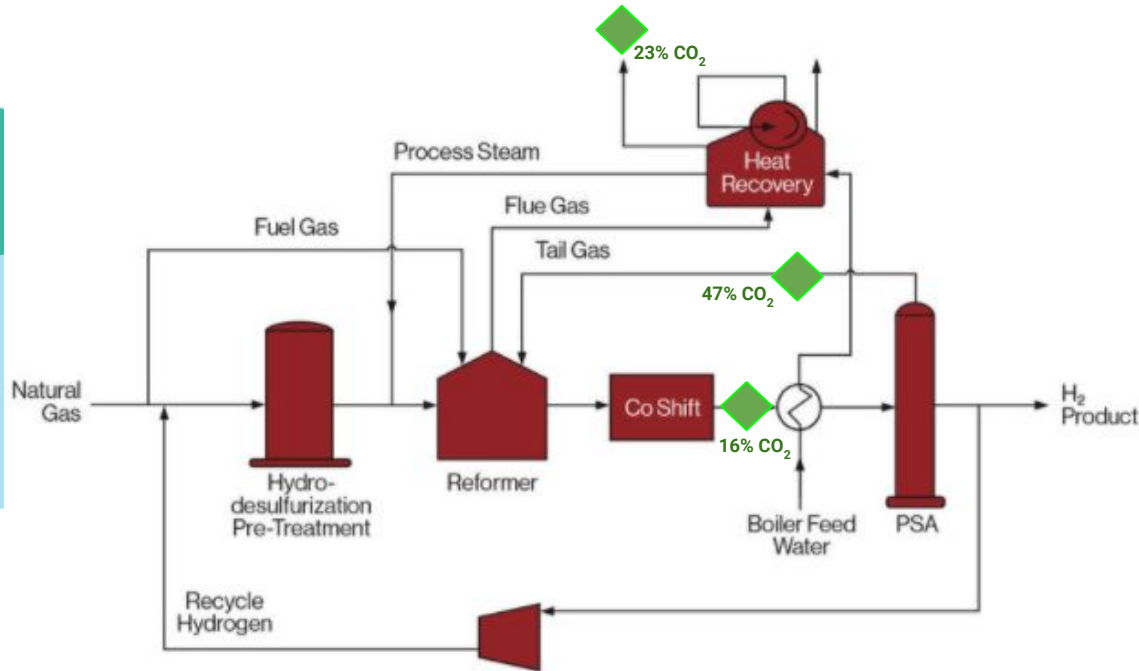 23% CO₂
Process Steam
Heat
Recovery
Flue Gas
Fuel Gas
Tail Gas
47% CO₂
Natural
Gas
Co Shift
H₂
Product
16% CO₂
Hydro-
desulfurization
Pre-Treatment
Reformer
Boiler Feed
Water
PSA
Recycle
Hydrogen